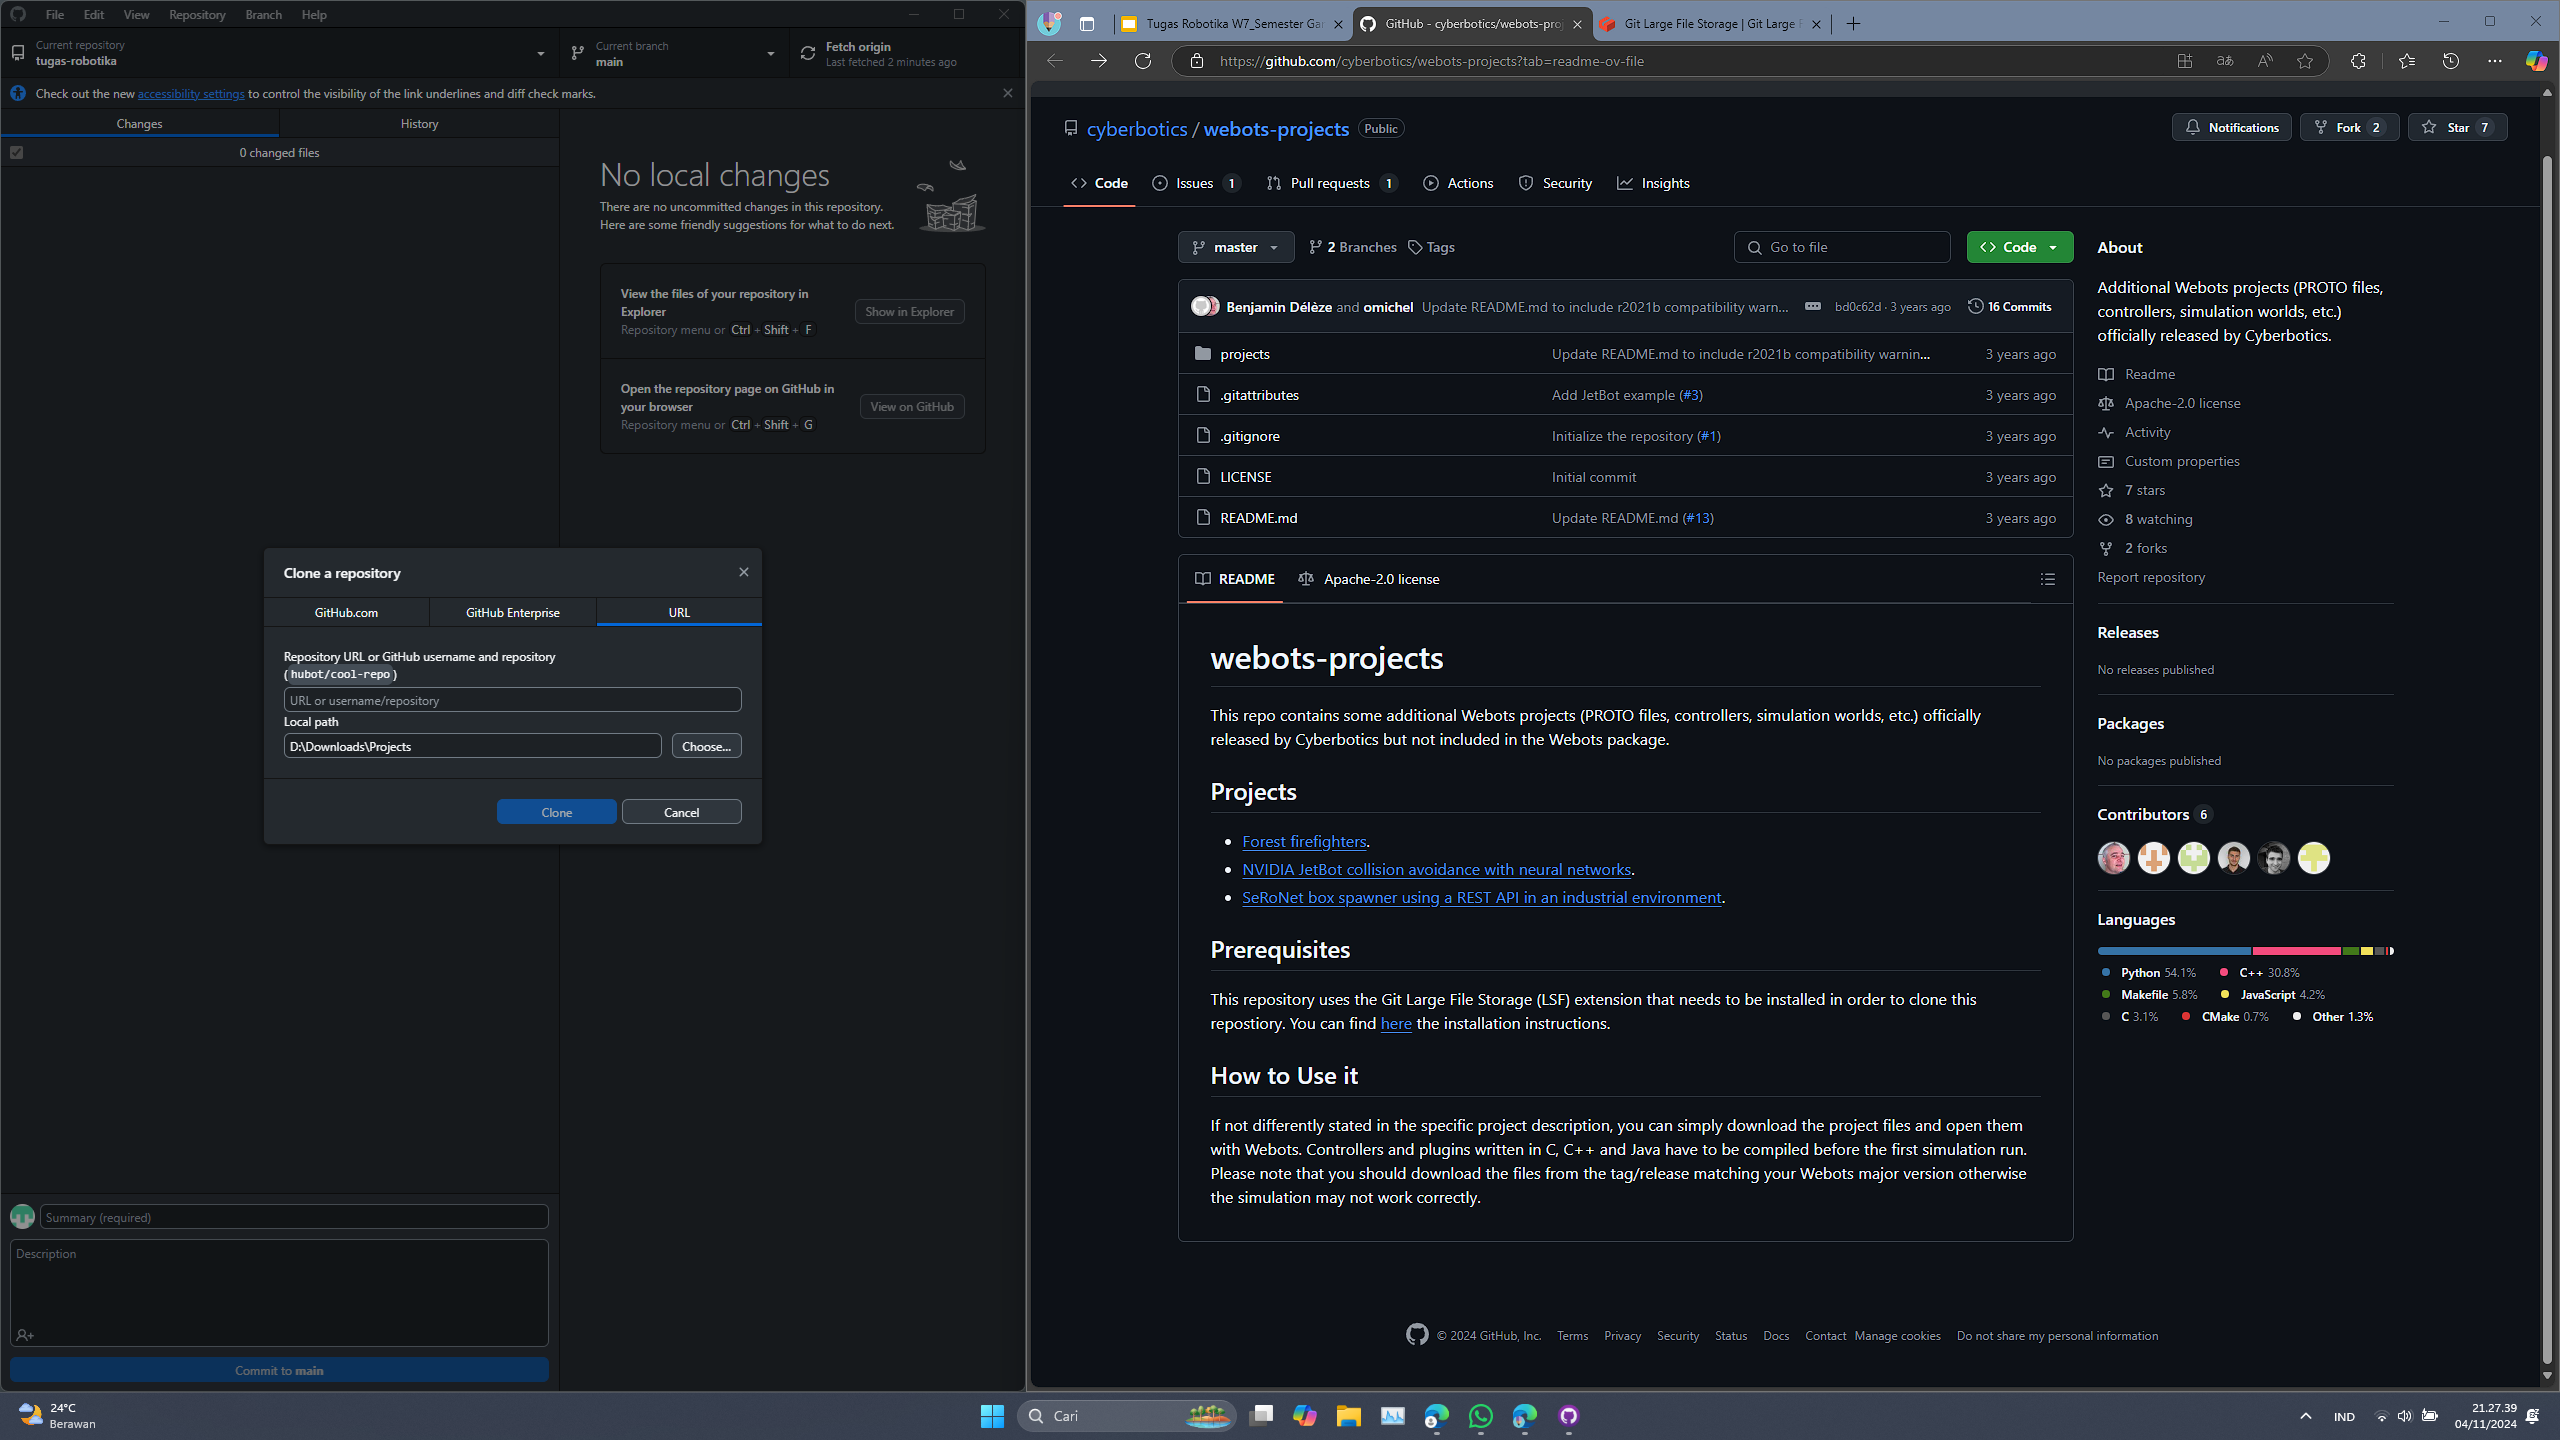 File Edit View Repository Branch Help
Current repository
tugas-robotika
Current branch
main
Fetch origin
Last fetched 2 minutes ago
Check out the new accessibility settings to control the visibility of the link underlines and diff check marks.
Changes
History
0 changed files
No local changes
There are no uncommitted changes in this repository.
Here are some friendly suggestions for what to do next.
View the files of your repository in
Explorer
Repository menu or Ctrl + Shift + F
Show in Explorer
Open the repository page on GitHub in
your browser
Repository menu or Ctrl + Shift + G
View on GitHub
Clone a repository
GitHub.com
GitHub Enterprise
URL
Repository URL or GitHub username and repository
(hubot/cool-repo)
URL or username/repository
Local path
D:\Downloads\Projects
Choose...
Clone
Cancel
Summary (required)
Description
Commit to main
Tugas Robotika W7_Semester Ga
GitHub - cyberbotics/webots-proj
Git Large File Storage | Git Large F
https://github.com/cyberbotics/webots-projects?tab=readme-ov-file
cyberbotics / webots-projects Public
Notifications
Fork 2
Star 7
Code
Issues 1
Pull requests 1
Actions
Security
Insights
master
2 Branches
Tags
Go to file
Code
Benjamin Délèze and omichel Update README.md to include r2021b compatibility warn... bd0c62d · 3 years ago 16 Commits
projects Update README.md to include r2021b compatibility warnin... 3 years ago
.gitattributes Add JetBot example (#3) 3 years ago
.gitignore Initialize the repository (#1) 3 years ago
LICENSE Initial commit 3 years ago
README.md Update README.md (#13) 3 years ago
README
Apache-2.0 license
webots-projects
This repo contains some additional Webots projects (PROTO files, controllers, simulation worlds, etc.) officially
released by Cyberbotics but not included in the Webots package.
Projects
Forest firefighters.
NVIDIA JetBot collision avoidance with neural networks.
SeRoNet box spawner using a REST API in an industrial environment.
Prerequisites
This repository uses the Git Large File Storage (LSF) extension that needs to be installed in order to clone this
repostiory. You can find here the installation instructions.
How to Use it
If not differently stated in the specific project description, you can simply download the project files and open them
with Webots. Controllers and plugins written in C, C++ and Java have to be compiled before the first simulation run.
Please note that you should download the files from the tag/release matching your Webots major version otherwise
the simulation may not work correctly.
About
Additional Webots projects (PROTO files,
controllers, simulation worlds, etc.)
officially released by Cyberbotics.
Readme
Apache-2.0 license
Activity
Custom properties
7 stars
8 watching
2 forks
Report repository
Releases
No releases published
Packages
No packages published
Contributors 6
Languages
Python 54.1% C++ 30.8%
Makefile 5.8% JavaScript 4.2%
C 3.1% CMake 0.7% Other 1.3%
© 2024 GitHub, Inc. Terms Privacy Security Status Docs Contact Manage cookies Do not share my personal information
24°C
Berawan
Cari
IND
21.27.39
04/11/2024